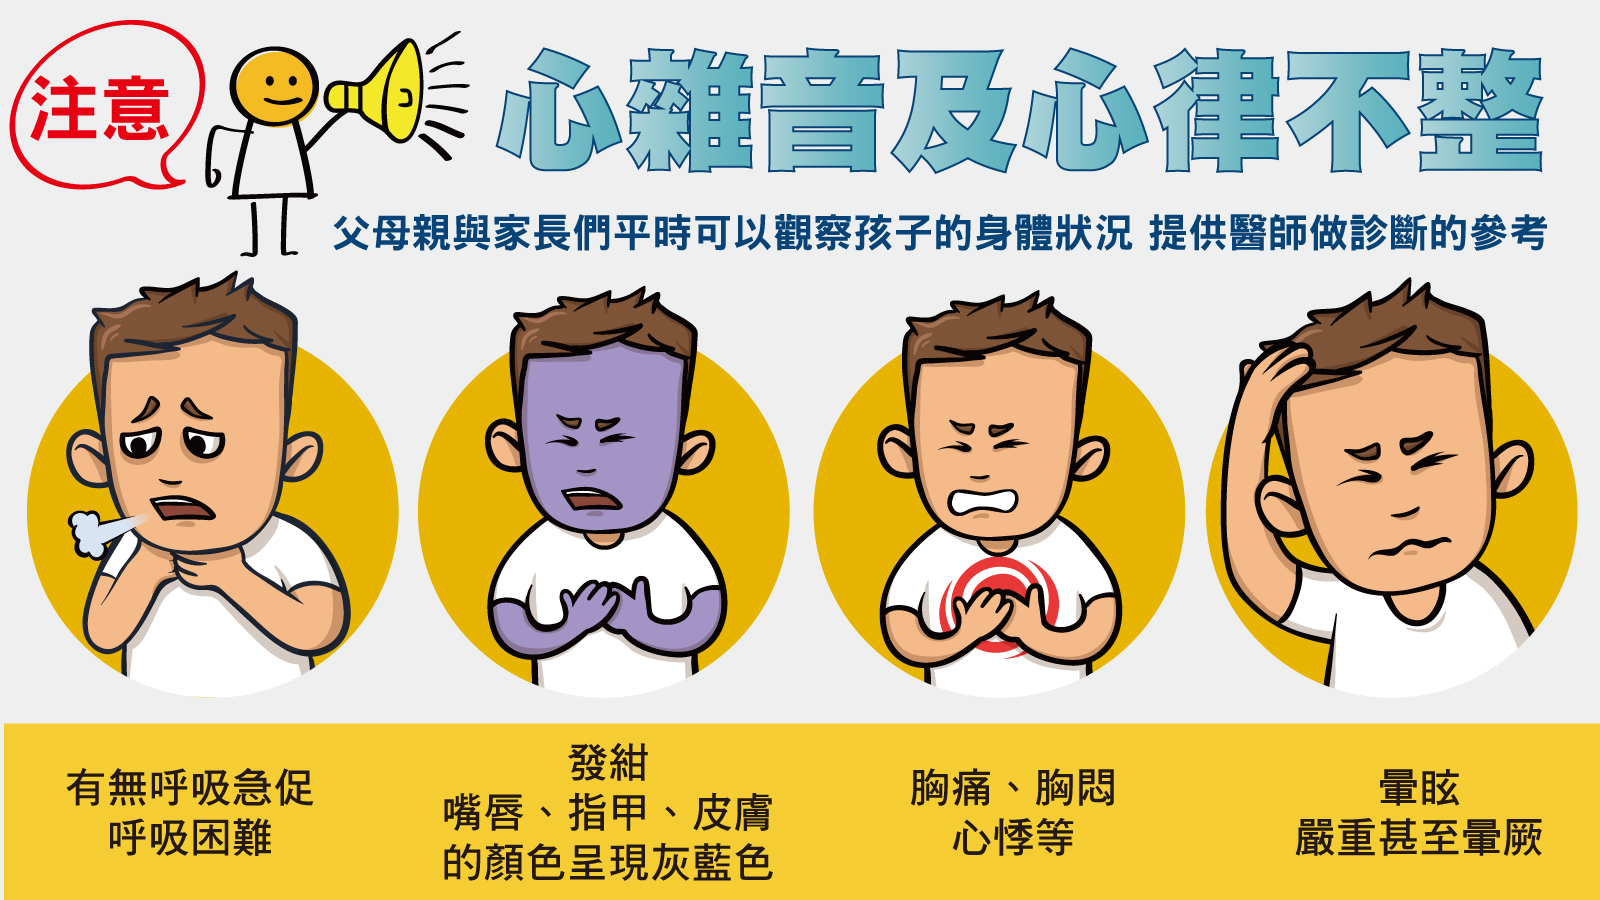 注意
心雜音及心律不整
父母親與家長們平時可以觀察孩子的身體狀況 提供醫師做診斷的參考
有無呼吸急促
呼吸困難
發紺
嘴唇、指甲、皮膚
的顏色呈現灰藍色
胸痛、胸悶
心悸等
暈眩
嚴重甚至暈厥